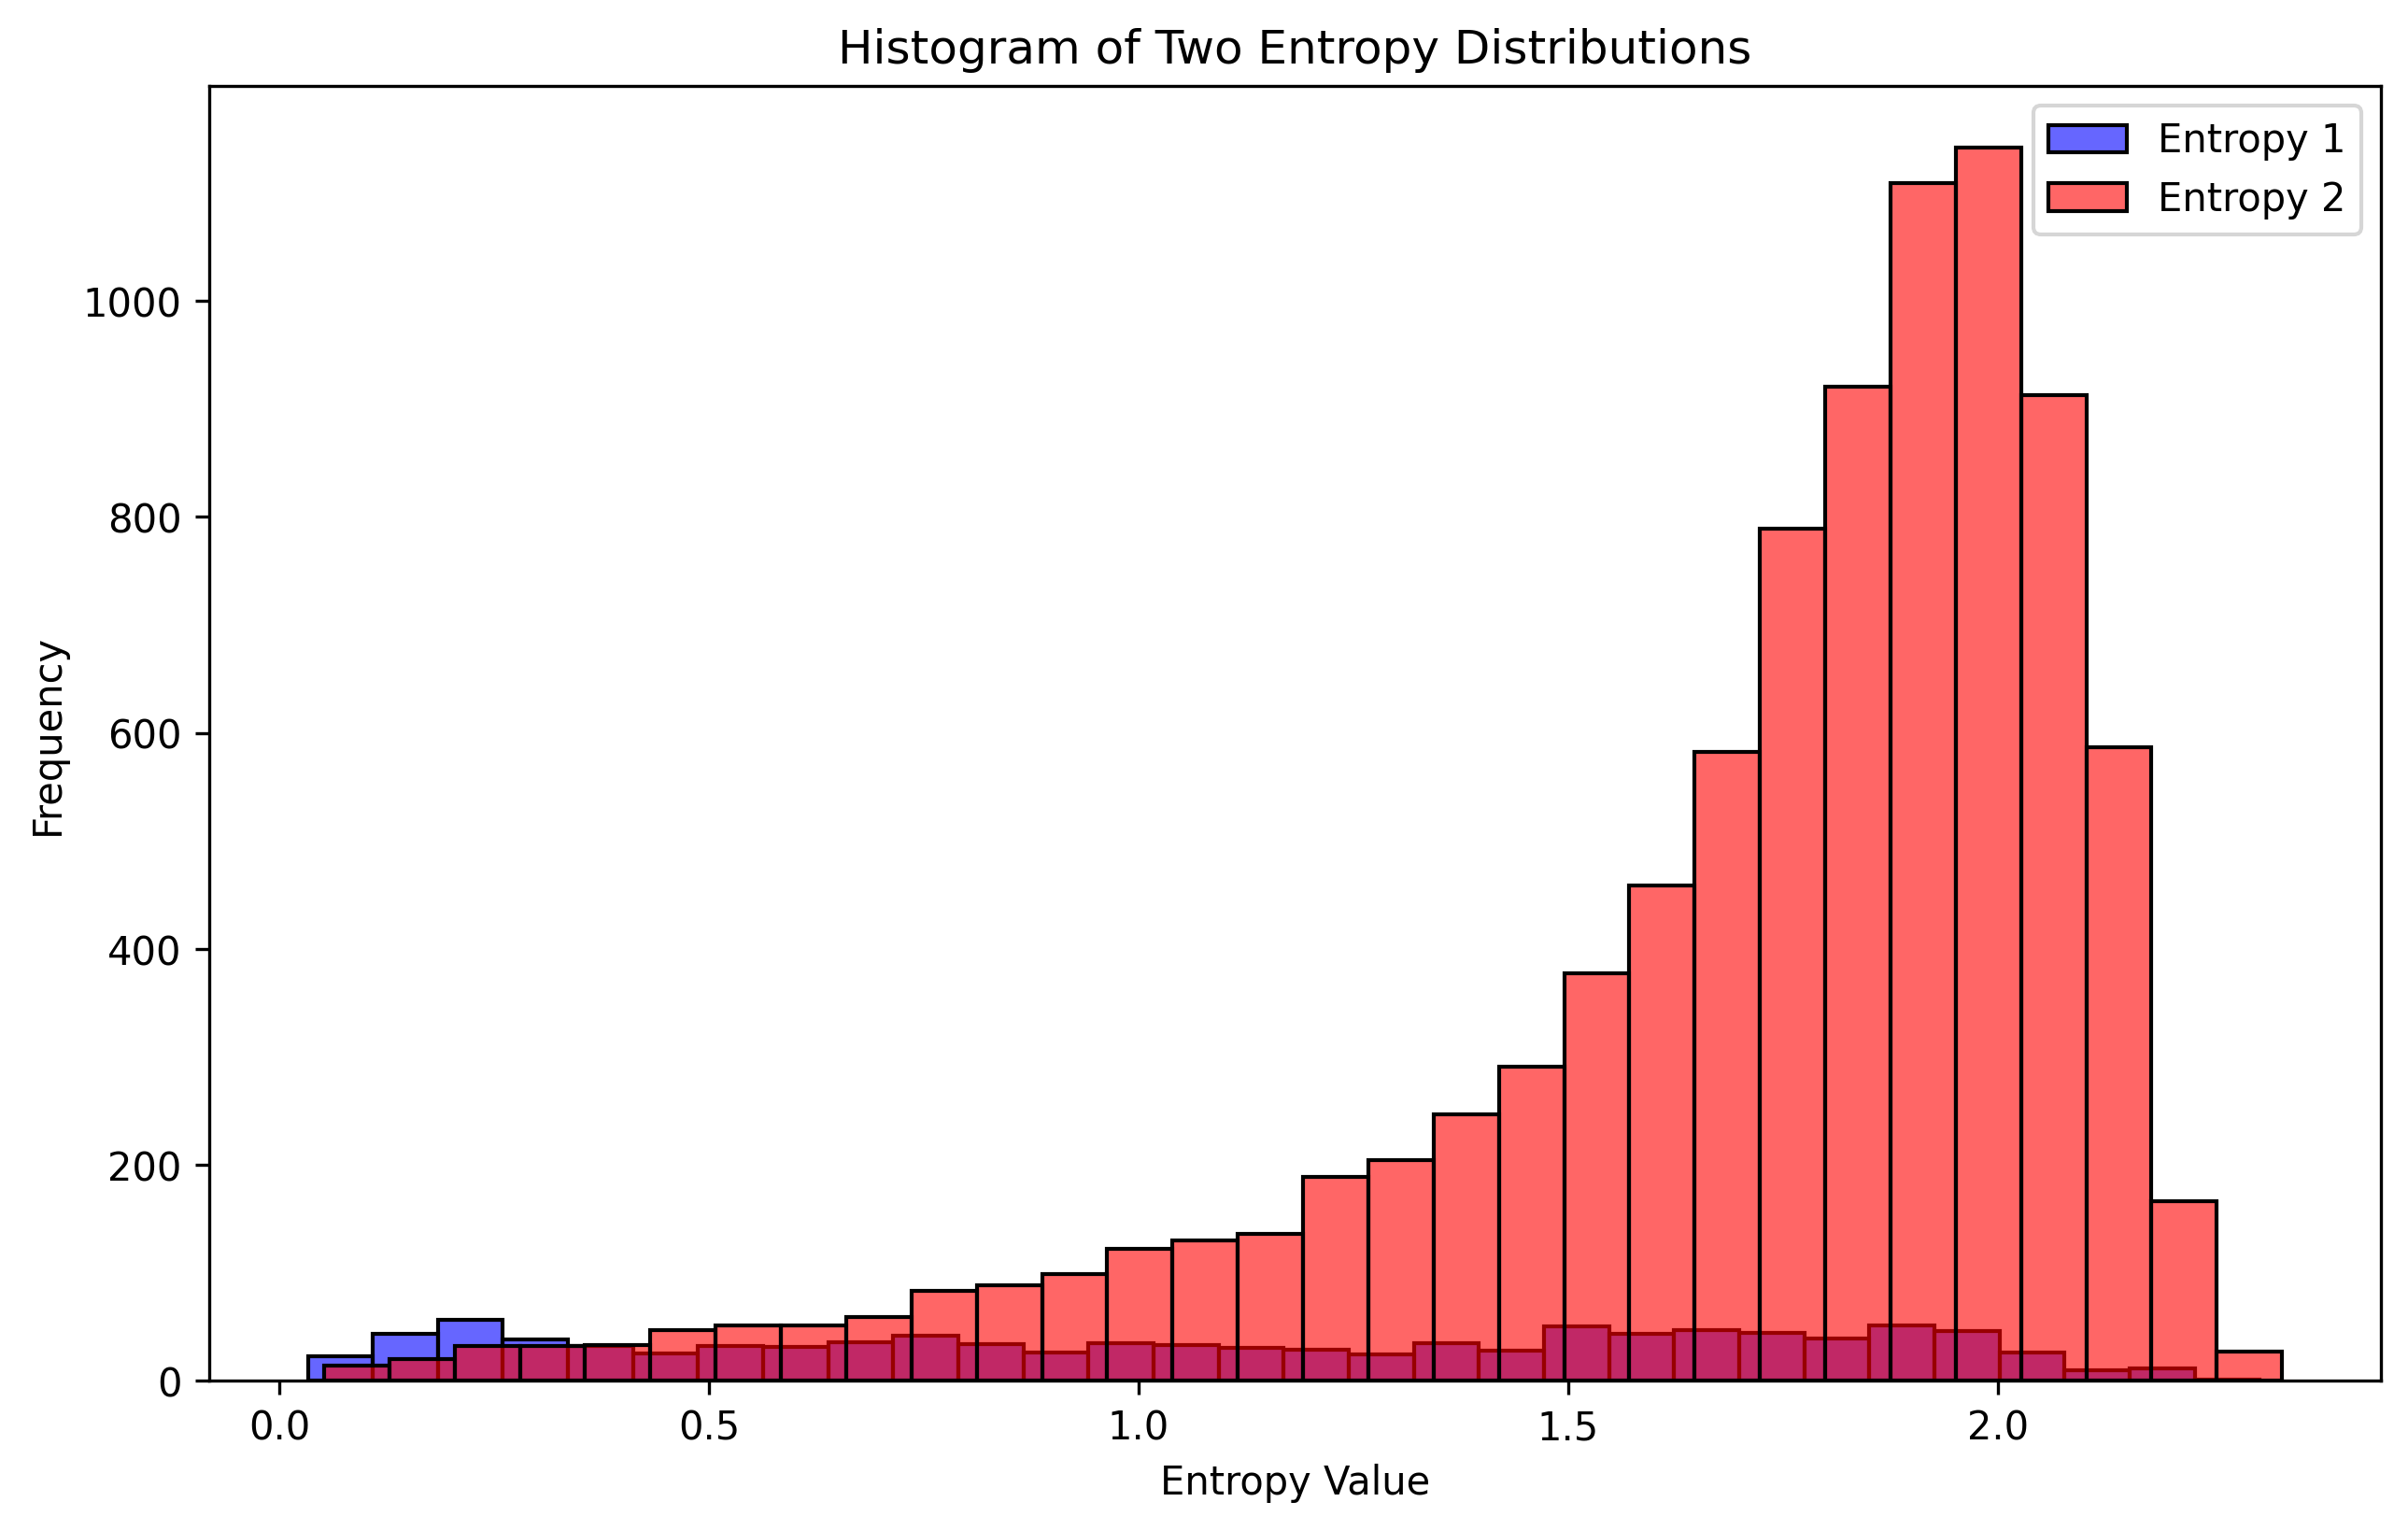 Histogram of Two Entropy Distributions
Entropy 1
Entropy 2
Frequency
1000
800
600
400
200
0
0.0 0.5 1.0 1.5 2.0
Entropy Value